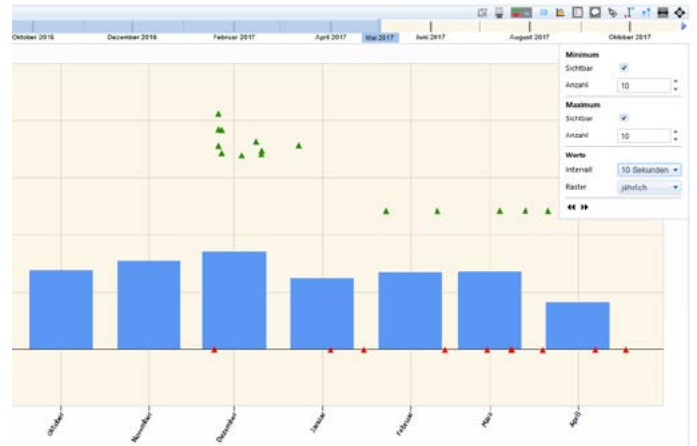 Oktober 2016 Dezember 2016 Februar 2017 April 2017 Mai 2017 Juni 2017 August 2017 Oktober 2017
Minimum
Sichtbar
Anzahl 10
Maximum
Sichtbar
Anzahl 10
Werte
Intervall 10 Sekunden
Raster jährlich
Oktober November Dezember Januar Februar März April